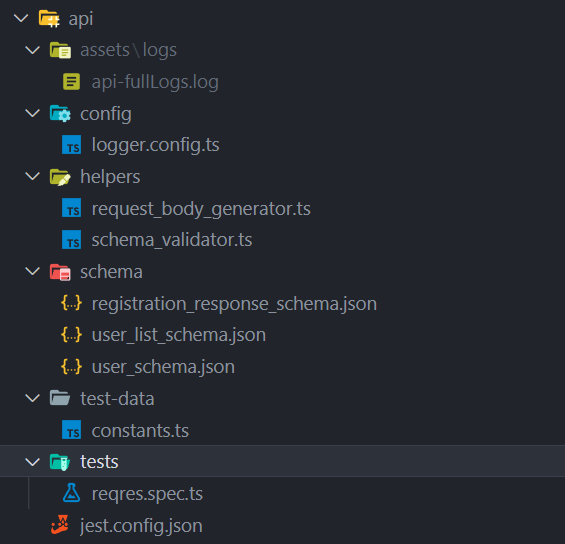 api
assets\logs
api-fullLogs.log
config
TS logger.config.ts
helpers
TS request_body_generator.ts
TS schema_validator.ts
schema
{..} registration_response_schema.json
{..} user_list_schema.json
{..} user_schema.json
test-data
TS constants.ts
tests
reqres.spec.ts
jest.config.json